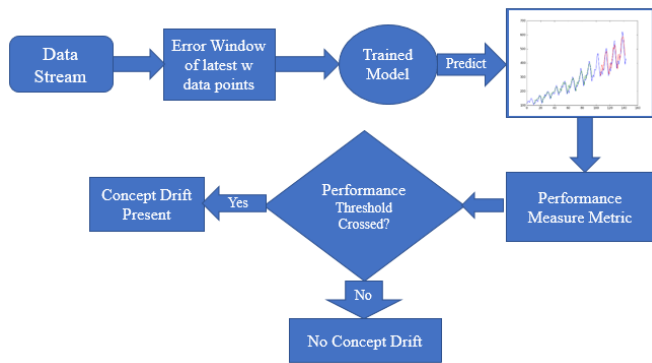 Data
Stream
Error Window
of latest w
data points
Trained
Model
Predict
Performance
Measure Metric
Performance
Threshold
Crossed?
Yes
Concept Drift
Present
No
No Concept Drift